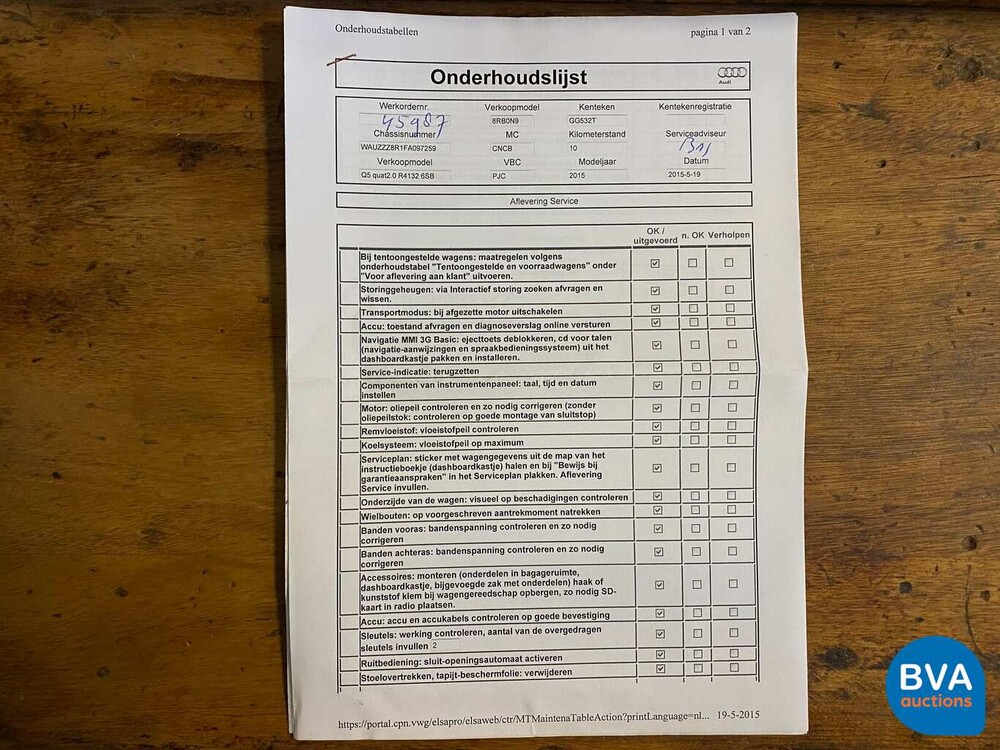 Onderhoudstabellen pagina 1 van 2
Onderhoudslijst
Audi
Werkordernr. Verkoopmodel Kenteken Kentekenregistratie
45987 8RB0N9 GG532T
Chassisnummer MC Kilometerstand Serviceadviseur
WAUZZZ8R1FA097259 CNCB 10
Verkoopmodel VBC Modeljaar Datum
Q5 quat2.0 R4132 6SB PJC 2015 2015-5-19
Aflevering Service
OK /
uitgevoerd n. OK Verholpen
Bij tentoongestelde wagens: maatregelen volgens
onderhoudstabel "Tentoongestelde en voorraadwagens" onder
"Voor aflevering aan klant" uitvoeren.
Storinggeheugen: via Interactief storing zoeken afvragen en
wissen.
Transportmodus: bij afgezette motor uitschakelen
Accu: toestand afvragen en diagnoseverslag online versturen
Navigatie MMI 3G Basic: ejecttoets deblokkeren, cd voor talen
(navigatie-aanwijzingen en spraakbedieningssysteem) uit het
dashboardkastje pakken en installeren.
Service-indicatie: terugzetten
Componenten van instrumentenpaneel: taal, tijd en datum
instellen
Motor: oliepeil controleren en zo nodig corrigeren (zonder
oliepeilstok: controleren op goede montage van sluitstop)
Remvloeistof: vloeistofpeil controleren
Koelsysteem: vloeistofpeil op maximum
Serviceplan: sticker met wagengegevens uit de map van het
instructieboekje (dashboardkastje) halen en bij "Bewijs bij
garantieaanspraken" in het Serviceplan plakken. Aflevering
Service invullen.
Onderzijde van de wagen: visueel op beschadigingen controleren
Wielbouten: op voorgeschreven aantrekmoment natrekken
Banden vooras: bandenspanning controleren en zo nodig
corrigeren
Banden achteras: bandenspanning controleren en zo nodig
corrigeren
Accessoires: monteren (onderdelen in bagageruimte,
dashboardkastje, bijgevoegde zak met onderdelen) haak of
kunststof klem bij wagengereedschap opbergen, zo nodig SD-
kaart in radio plaatsen.
Accu: accu en accukabels controleren op goede bevestiging
Sleutels: werking controleren, aantal van de overgedragen
sleutels invullen 2
Ruitbediening: sluit-openingsautomaat activeren
Stoelovertrekken, tapijt-beschermfolie: verwijderen
https://portal.cpn.vwg/elsapro/elsaweb/ctr/MTMaintenaTableAction?printLanguage=nl... 19-5-2015
BVA
auctions